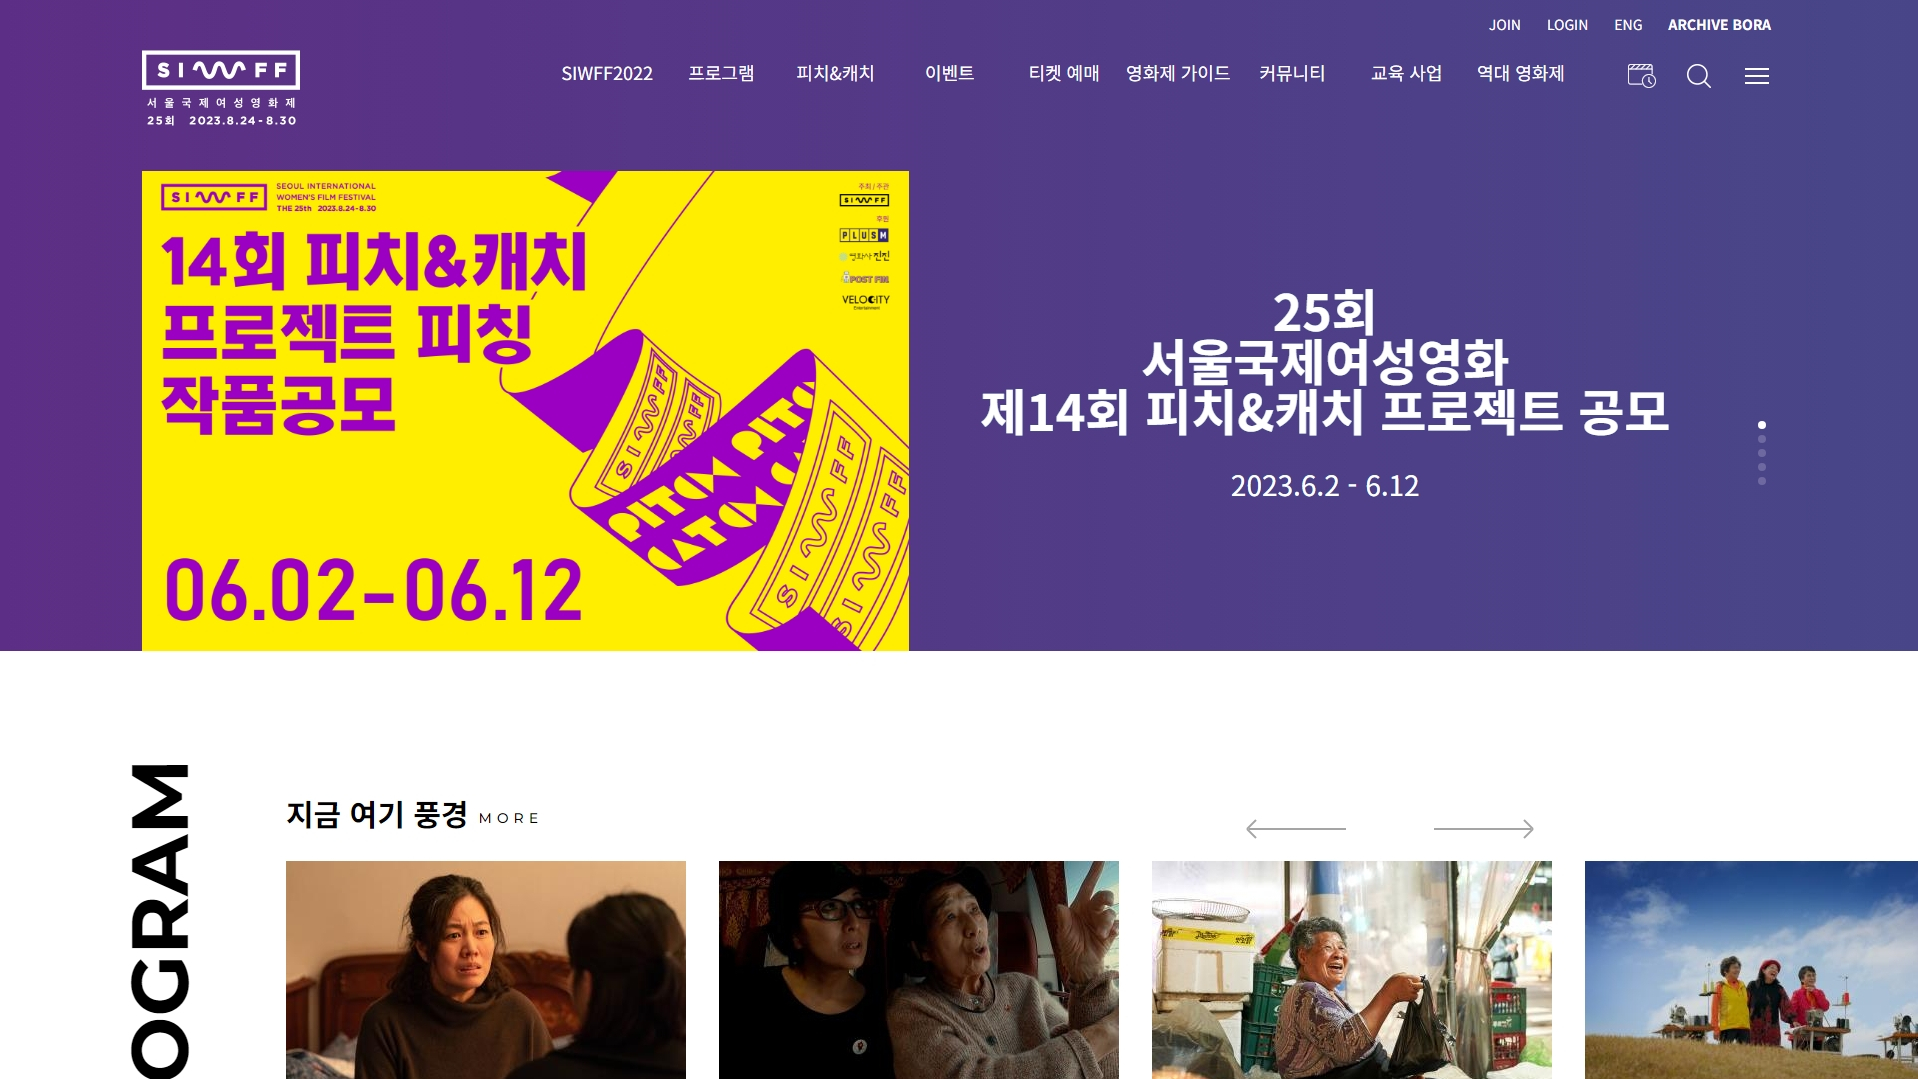 JOIN LOGIN ENG ARCHIVE BORA
SIWFF
서울국제여성영화제
25회 2023.8.24-8.30
SIWFF2022 프로그램 피치&캐치 이벤트 티켓 예매 영화제 가이드 커뮤니티 교육 사업 역대 영화제
SIWFF
SEOUL INTERNATIONAL
WOMEN'S FILM FESTIVAL
THE 25th 2023.8.24-8.30
14회 피치&캐치
프로젝트 피칭
작품공모
06.02-06.12
주최/주관
SIWFF
후원
PLUSM
영화사 진진
POST FIN
VELOCITY
Entertainment
SIWFF
SIWFF
SIWFF
SIWFF
25회
서울국제여성영화
제14회 피치&캐치 프로젝트 공모
2023.6.2 - 6.12
OGRAM
지금 여기 풍경 MORE